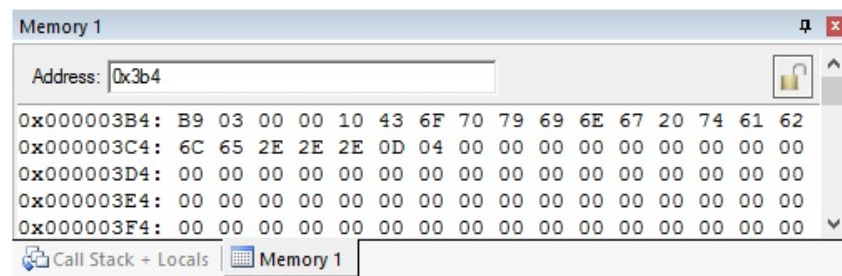 Memory 1
Address: 0x3b4
0x000003B4: B9 03 00 00 10 43 6F 70 79 69 6E 67 20 74 61 62
0x000003C4: 6C 65 2E 2E 2E 0D 04 00 00 00 00 00 00 00 00 00
0x000003D4: 00 00 00 00 00 00 00 00 00 00 00 00 00 00 00 00
0x000003E4: 00 00 00 00 00 00 00 00 00 00 00 00 00 00 00 00
0x000003F4: 00 00 00 00 00 00 00 00 00 00 00 00 00 00 00 00
Call Stack + Locals Memory 1